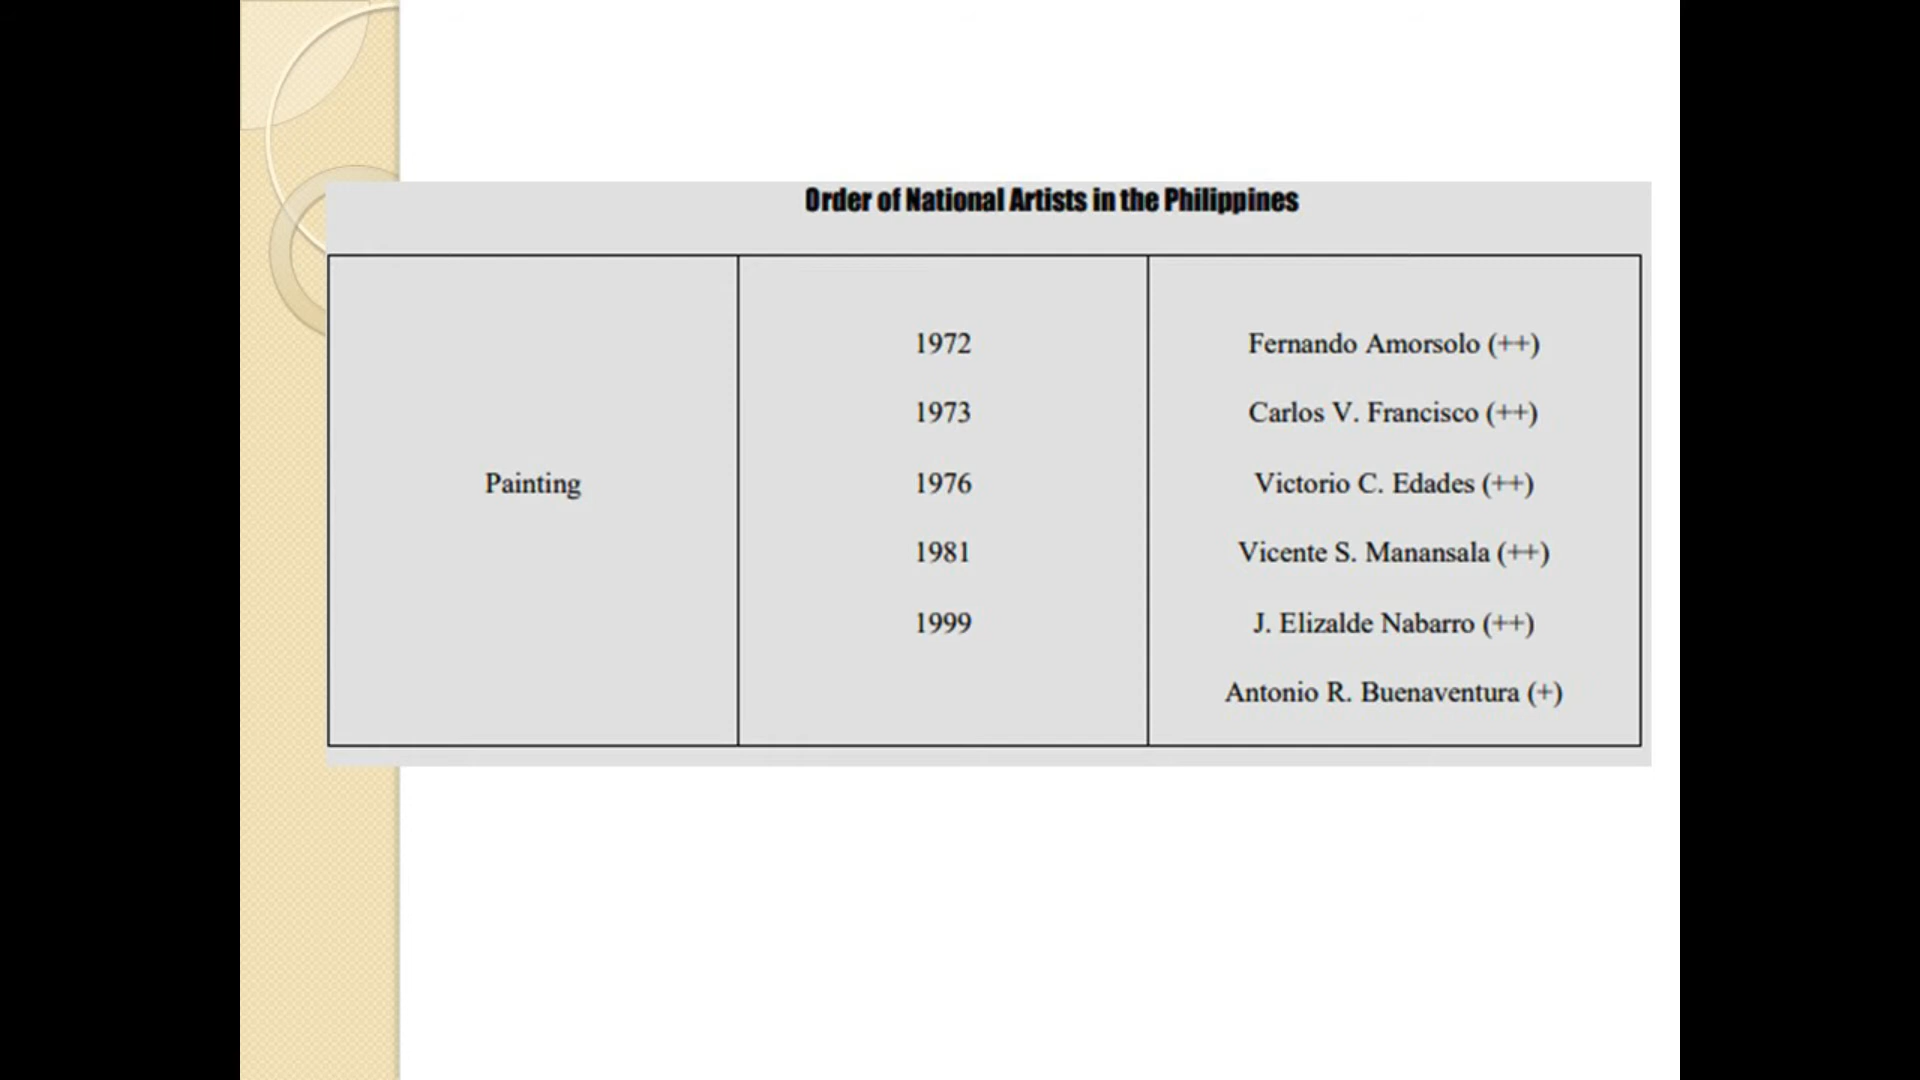 Order of National Artists in the Philippines
Painting
1972
1973
1976
1981
1999
Fernando Amorsolo (++)
Carlos V. Francisco (++)
Victorio C. Edades (++)
Vicente S. Manansala (++)
J. Elizalde Nabarro (++)
Antonio R. Buenaventura (+)